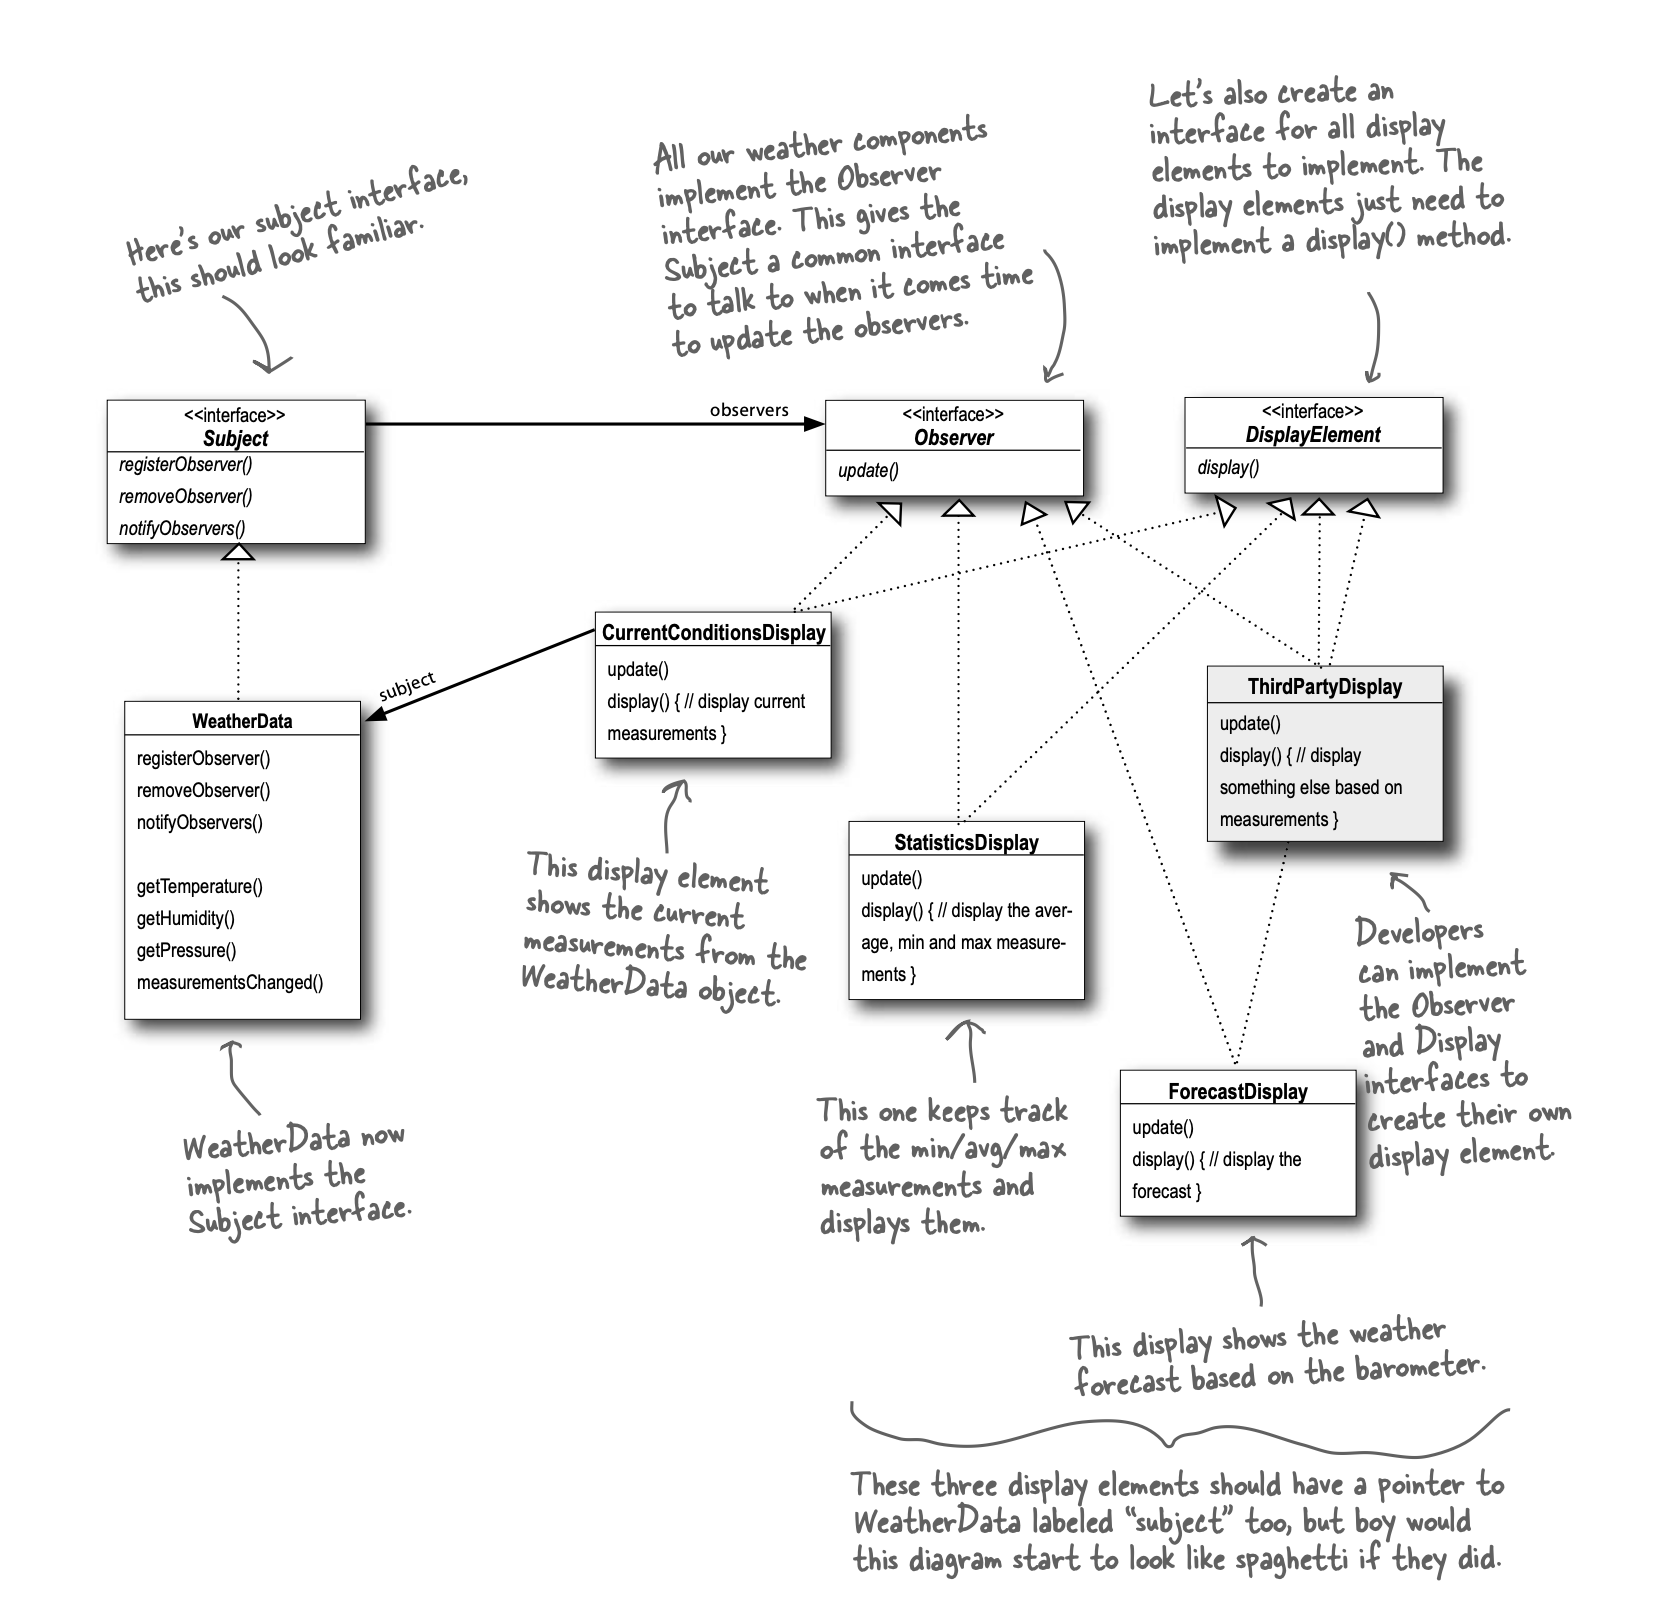 Here's our subject interface,
this should look familiar.
All our weather components
implement the Observer
interface. This gives the
Subject a common interface
to talk to when it comes time
to update the observers.
Let's also create an
interface for all display
elements to implement. The
display elements just need to
implement a display() method.
<<interface>>
Subject
registerObserver()
removeObserver()
notifyObservers()
observers
<<interface>>
Observer
update()
<<interface>>
DisplayElement
display()
subject
WeatherData
registerObserver()
removeObserver()
notifyObservers()
getTemperature()
getHumidity()
getPressure()
measurementsChanged()
WeatherData now
implements the
Subject interface.
CurrentConditionsDisplay
update()
display() { // display current
measurements }
This display element
shows the current
measurements from the
WeatherData object.
StatisticsDisplay
update()
display() { // display the aver-
age, min and max measure-
ments }
This one keeps track
of the min/avg/max
measurements and
displays them.
ThirdPartyDisplay
update()
display() { // display
something else based on
measurements }
Developers
can implement
the Observer
and Display
interfaces to
create their own
display element.
ForecastDisplay
update()
display() { // display the
forecast }
This display shows the weather
forecast based on the barometer.
These three display elements should have a pointer to
WeatherData labeled “subject” too, but boy would
this diagram start to look like spaghetti if they did.